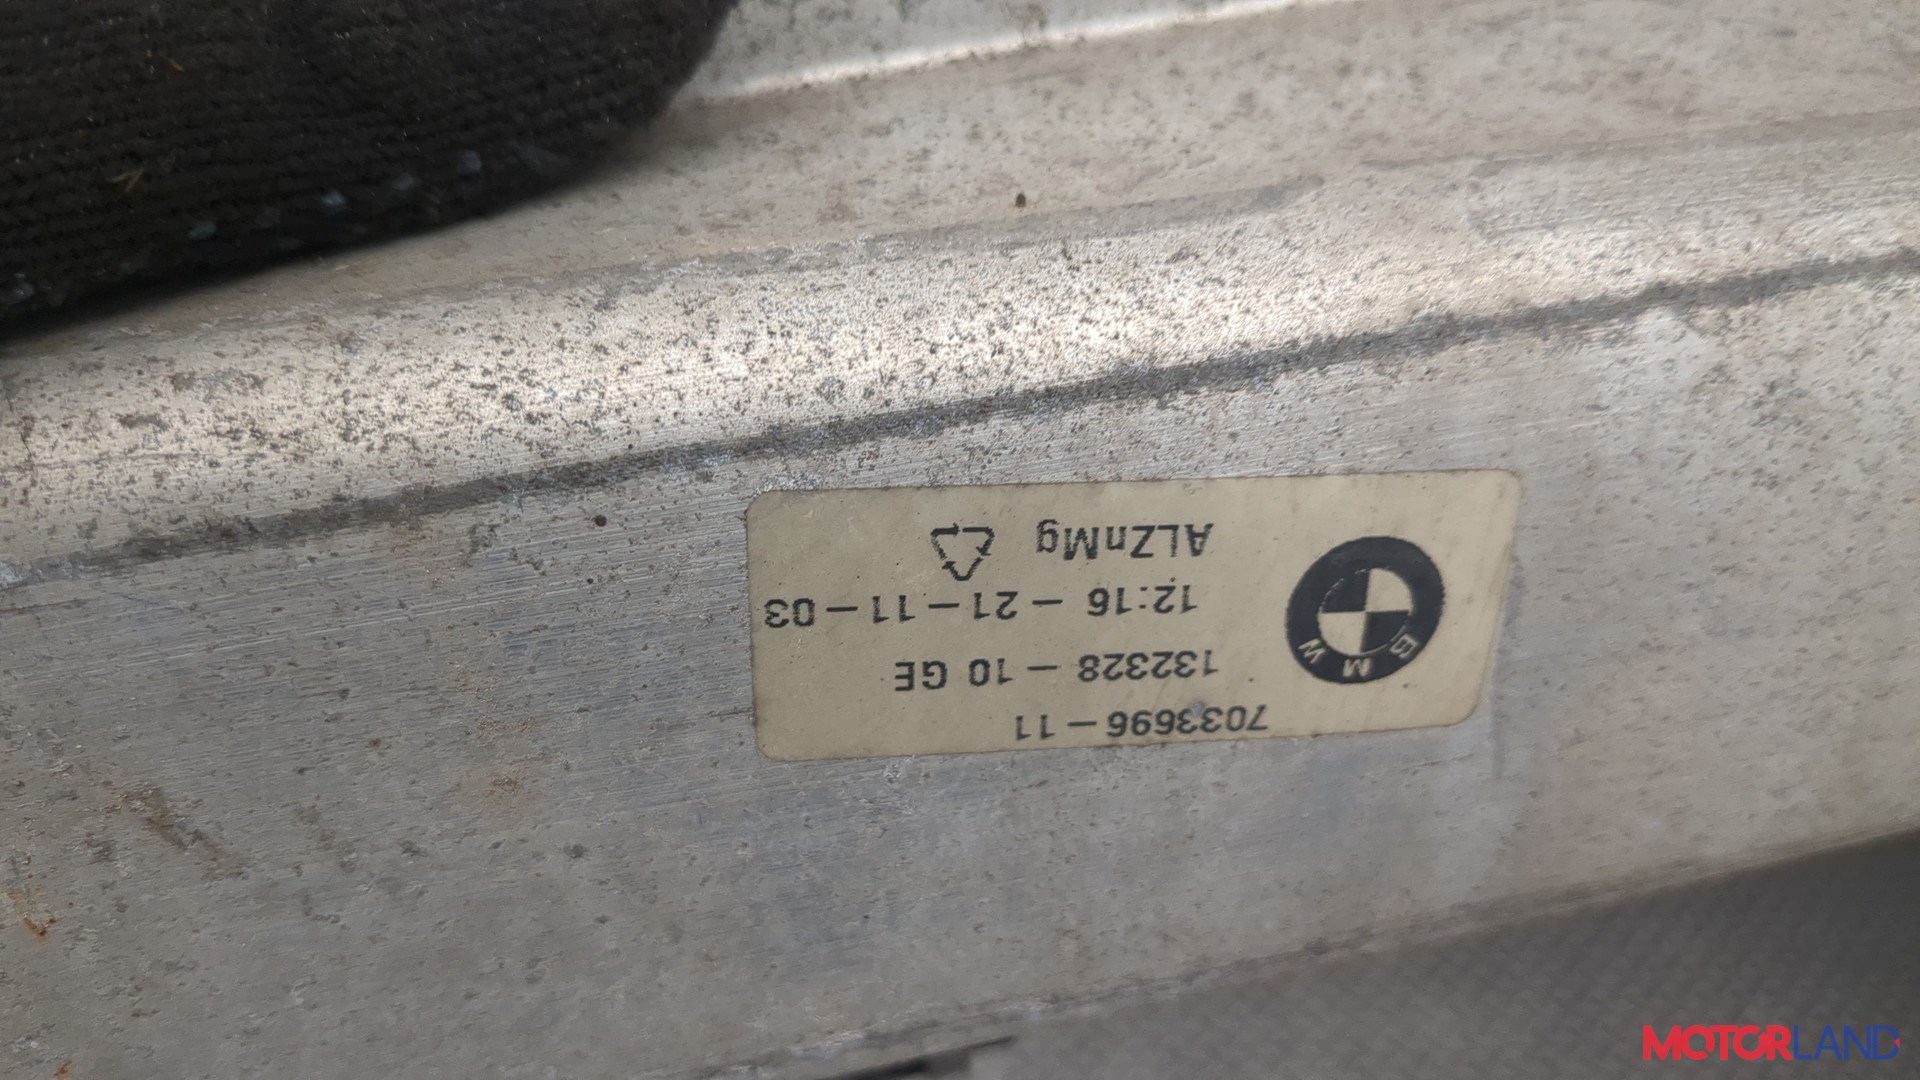 7033696-11
132328-10 GE
12:16-21-11-03
ALZnMg
BMW
MOTORLAND